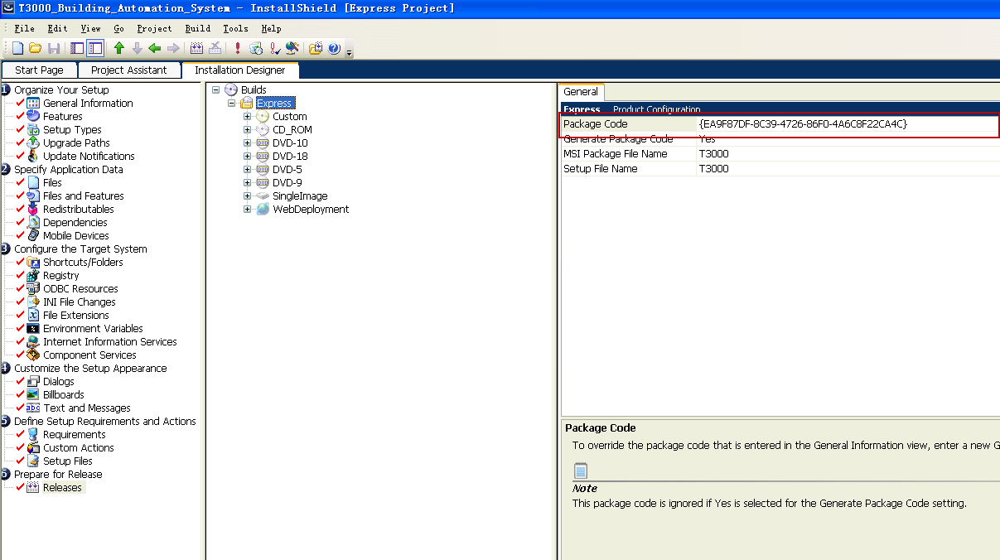 T3000_Building_Automation_System - InstallShield [Express Project]
File Edit View Go Project Build Tools Help
Start Page Project Assistant Installation Designer
1 Organize Your Setup
General Information
Features
Setup Types
Upgrade Paths
Update Notifications
2 Specify Application Data
Files
Files and Features
Redistributables
Dependencies
Mobile Devices
3 Configure the Target System
Shortcuts/Folders
Registry
ODBC Resources
INI File Changes
File Extensions
Environment Variables
Internet Information Services
Component Services
4 Customize the Setup Appearance
Dialogs
Billboards
abc Text and Messages
5 Define Setup Requirements and Actions
Requirements
Custom Actions
Setup Files
6 Prepare for Release
Releases
Builds
Express
Custom
CD_ROM
DVD DVD-10
DVD DVD-18
DVD DVD-5
DVD DVD-9
SingleImage
WebDeployment
General
Express Product Configuration
Package Code {EA9F87DF-8C39-4726-86F0-4A6C8F22CA4C}
Generate Package Code Yes
MSI Package File Name T3000
Setup File Name T3000
Package Code
To override the package code that is entered in the General Information view, enter a new G
Note
This package code is ignored if Yes is selected for the Generate Package Code setting.